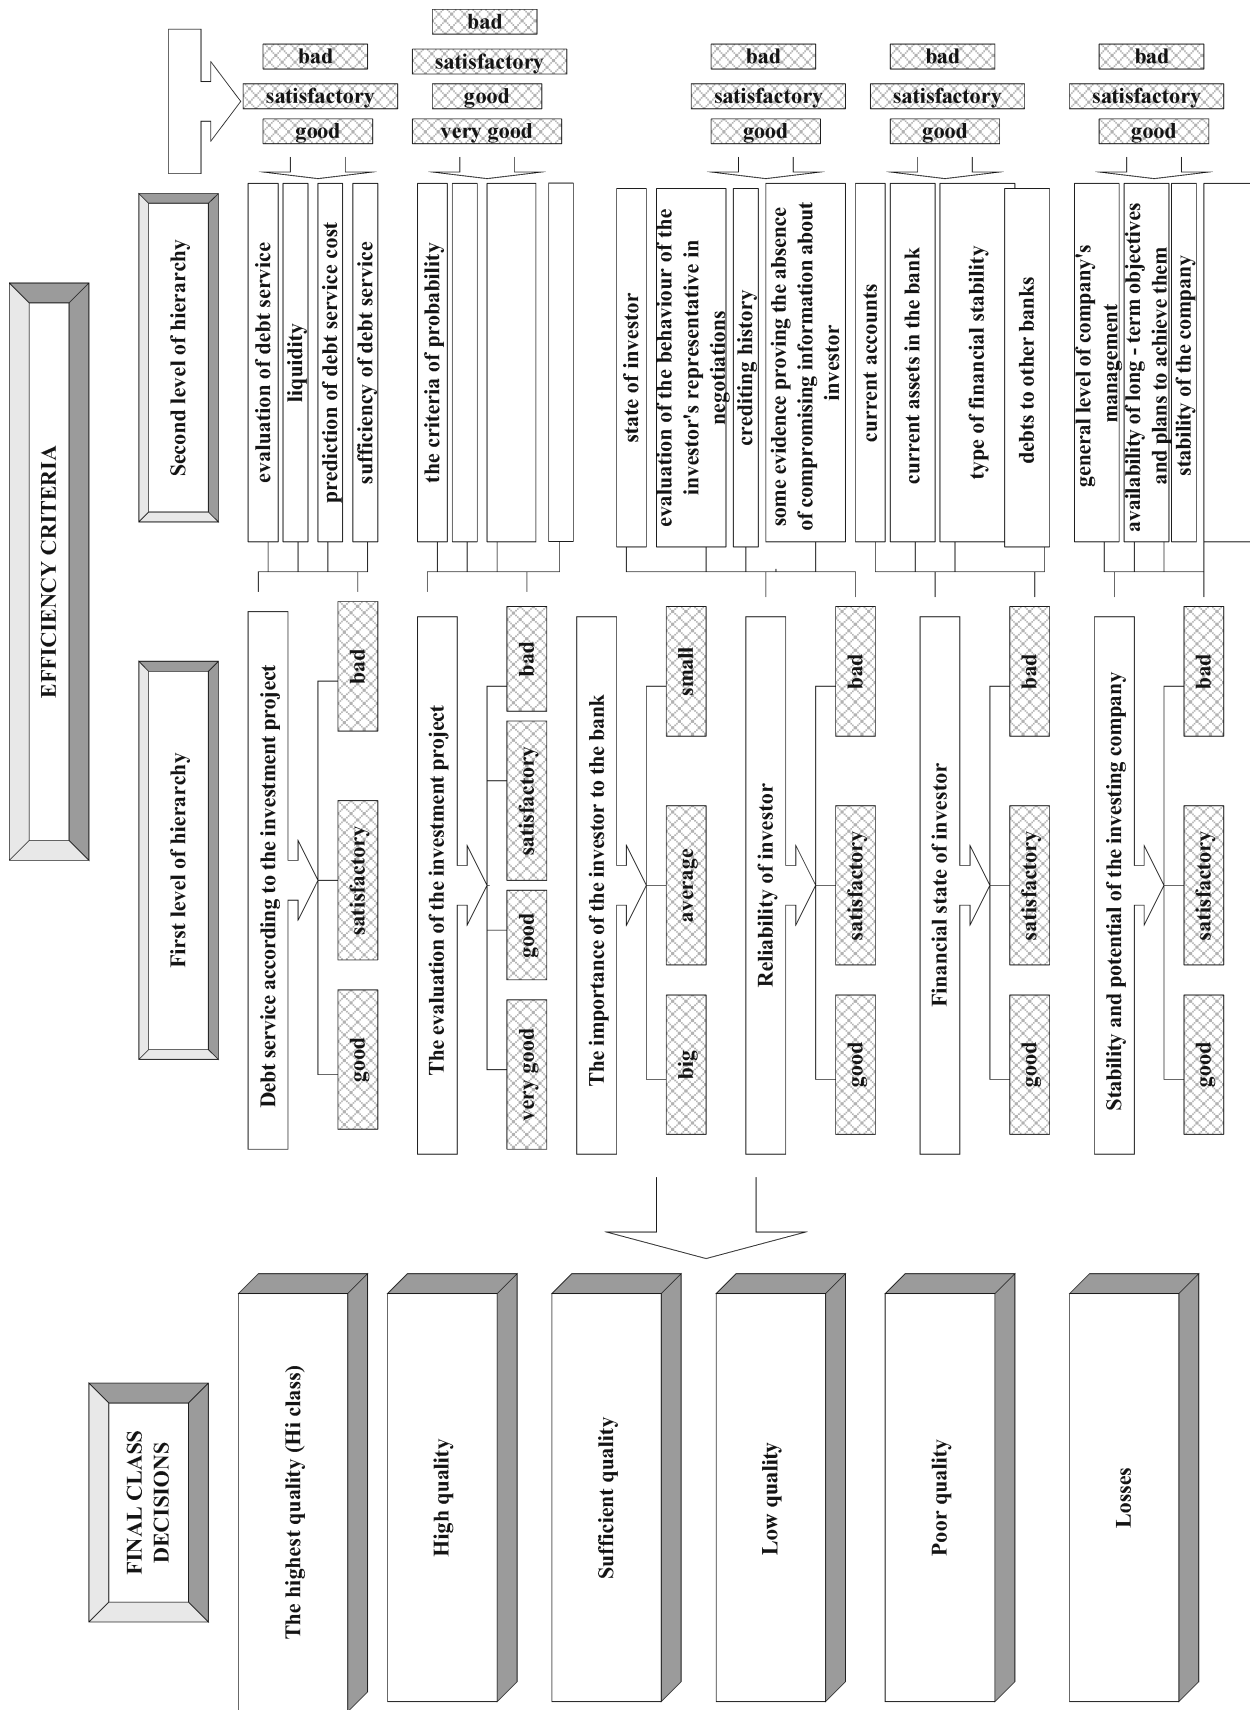 EFFICIENCY CRITERIA
Second level of hierarchy
First level of hierarchy
FINAL CLASS
DECISIONS
bad
satisfactory
good
bad
satisfactory
good
very good
bad
satisfactory
good
bad
satisfactory
good
bad
satisfactory
good
evaluation of debt service
liquidity
prediction of debt service cost
sufficiency of debt service
the criteria of probability
state of investor
evaluation of the behaviour of the
investor's representative in
negotiations
crediting history
some evidence proving the absence
of compromising information about
investor
current accounts
current assets in the bank
type of financial stability
debts to other banks
general level of company's
management
availability of long - term objectives
and plans to achieve them
stability of the company
Debt service according to the investment project
good
satisfactory
bad
The evaluation of the investment project
very good
good
satisfactory
bad
The importance of the investor to the bank
big
average
small
Reliability of investor
good
satisfactory
bad
Financial state of investor
good
satisfactory
bad
Stability and potential of the investing company
good
satisfactory
bad
The highest quality (Hi class)
High quality
Sufficient quality
Low quality
Poor quality
Losses